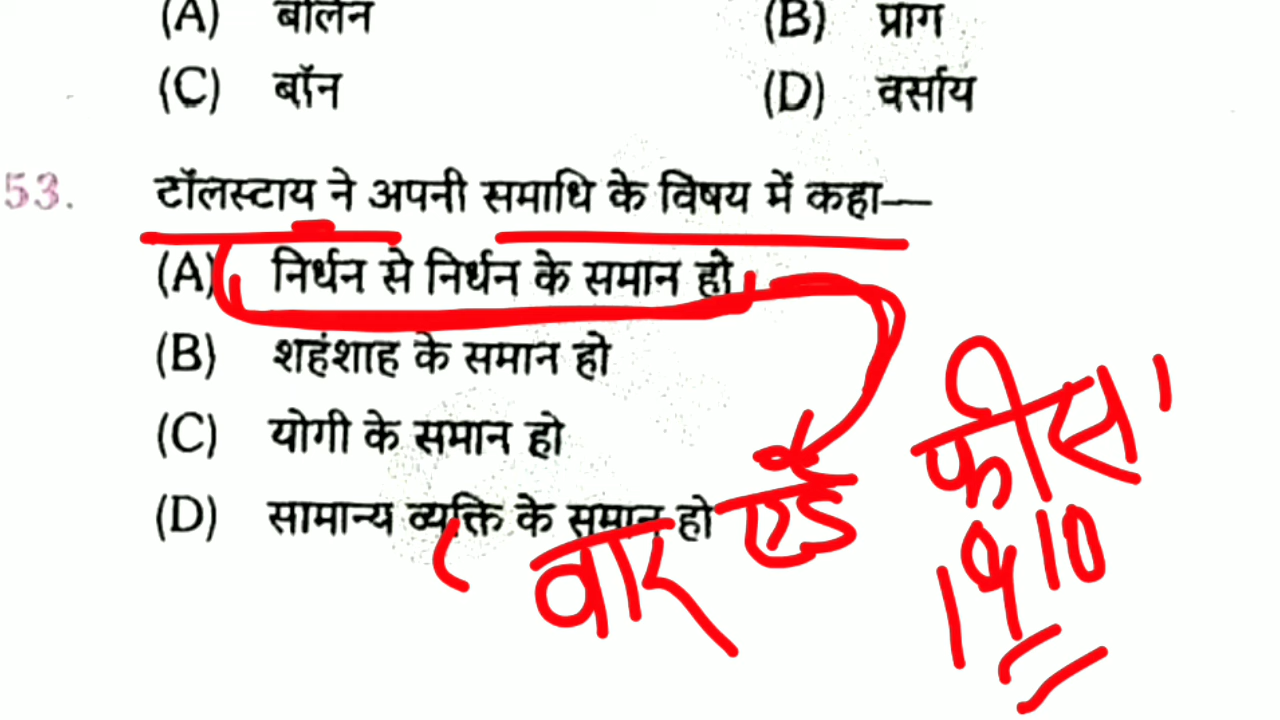 (A) बर्लिन (B) प्राग
(C) बॉन (D) वर्साय
53. टॉलस्टाय ने अपनी समाधि के विषय में कहा—
(A) निर्धन से निर्धन के समान हो
(B) शहंशाह के समान हो
(C) योगी के समान हो
(D) सामान्य व्यक्ति के समान हो
वार एंड पीस
1910